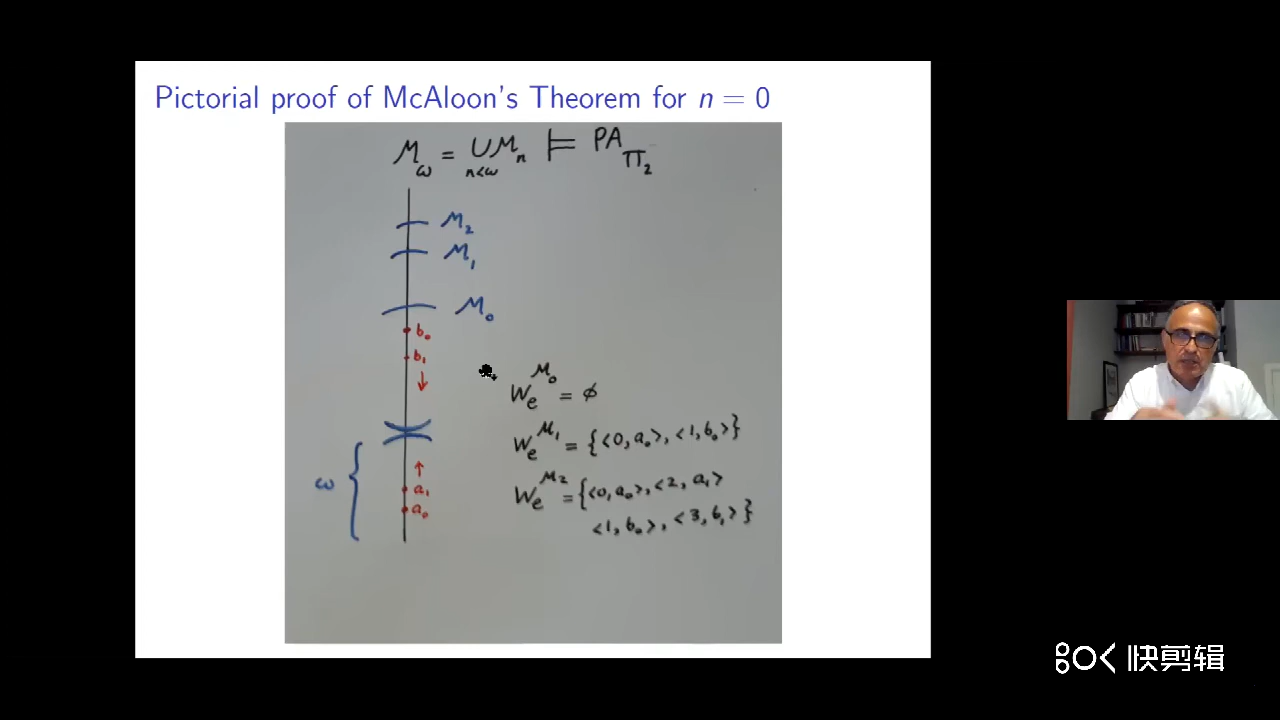 Pictorial proof of McAloon's Theorem for n = 0
M_ω = ∪_{n<ω} M_n ⊨ PA_{Π_2}
M_2
M_1
M_0
b_0
b_1
W_e^{M_0} = ∅
W_e^{M_1} = {<0, a_0>, <1, b_0>}
W_e^{M_2} = {<0, a_0>, <2, a_1>
<1, b_0>, <3, b_1>}
ω
a_1
a_0
快剪辑